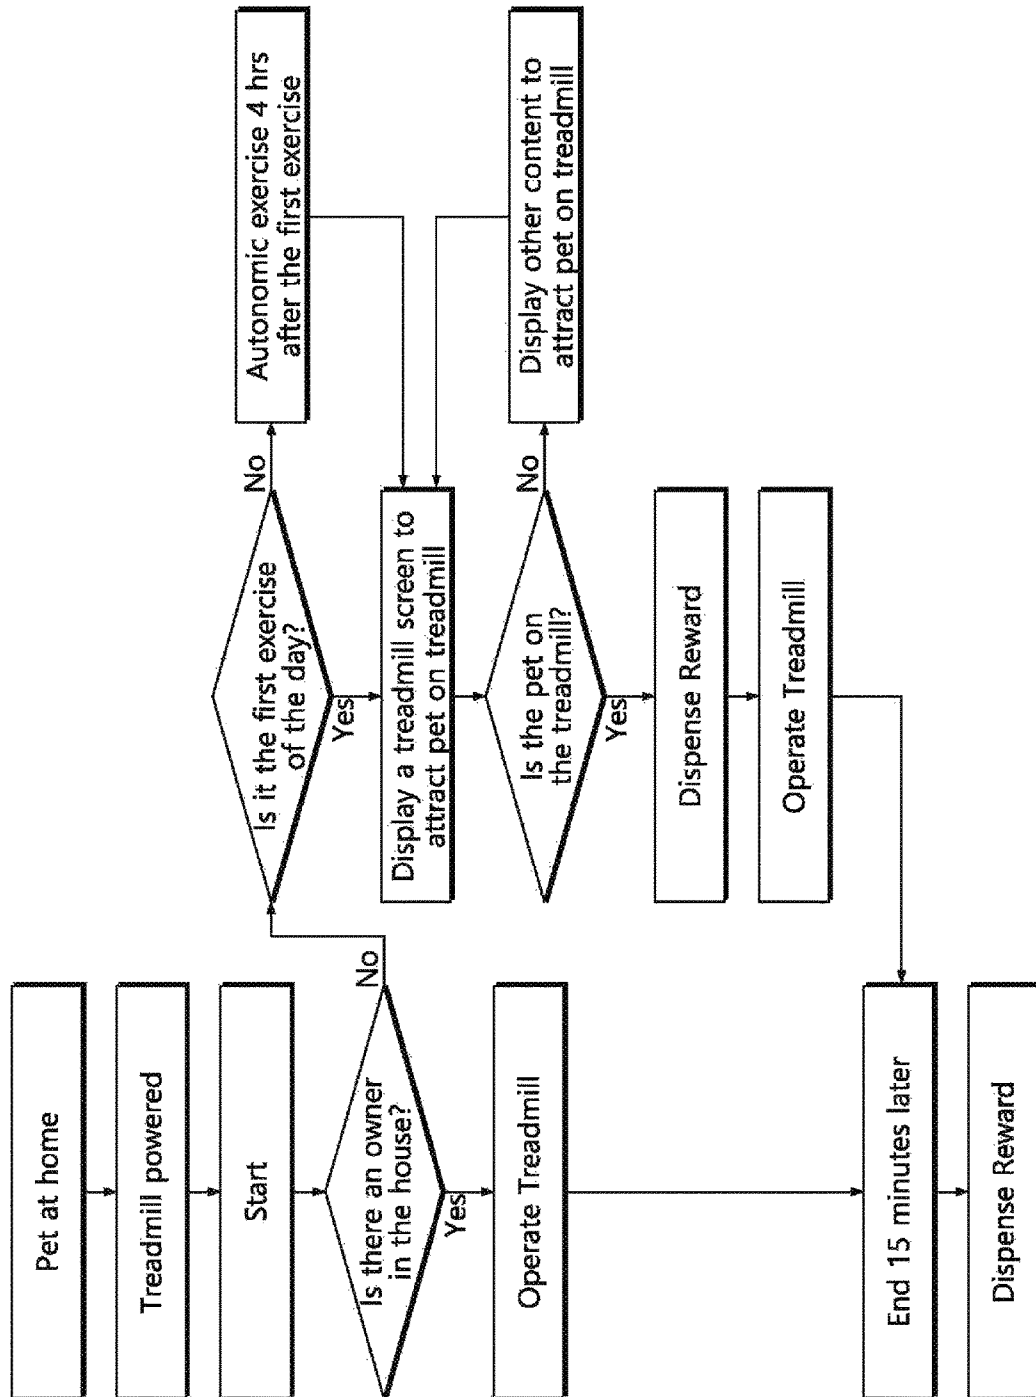 Pet at home
Treadmill powered
Start
Is there an owner
in the house?
No
Yes
Operate Treadmill
End 15 minutes later
Dispense Reward
Is it the first exercise
of the day?
No
Yes
Autonomic exercise 4 hrs
after the first exercise
Display a treadmill screen to
attract pet on treadmill
Is the pet on
the treadmill?
No
Yes
Display other content to
attract pet on treadmill
Dispense Reward
Operate Treadmill